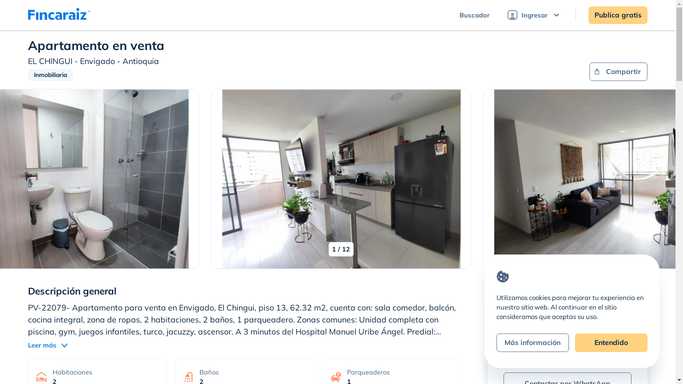 Fincaraiz
Buscador
Ingresar
Publica gratis
Apartamento en venta
EL CHINGUI - Envigado - Antioquia
Inmobiliaria
Compartir
1 / 12
Descripción general
PV-22079- Apartamento para venta en Envigado, El Chingui, piso 13, 62.32 m2, cuenta con: sala comedor, balcón,
cocina integral, zona de ropas, 2 habitaciones, 2 baños, 1 parqueadero. Zonas comunes: Unidad completa con
piscina, gym, juegos infantiles, turco, jacuzzy, ascensor. A 3 minutos del Hospital Manuel Uribe Ángel. Predial:...
Leer más
Habitaciones
2
Baños
2
Parqueaderos
1
Utilizamos cookies para mejorar tu experiencia en
nuestro sitio web. Al continuar en el sitio
consideramos que aceptas su uso.
Más información
Entendido
Contactar por WhatsApp